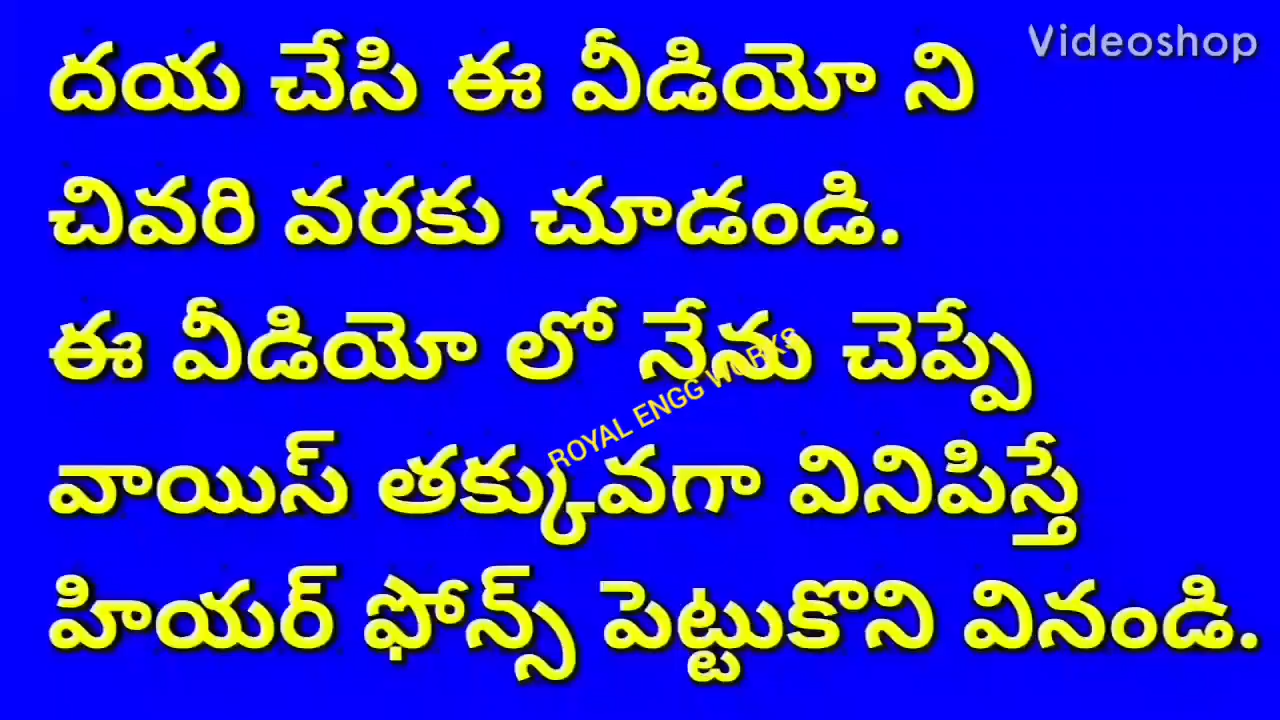 Videoshop
దయ చేసి ఈ వీడియో ని
చివరి వరకు చూడండి.
ఈ వీడియో లో నేను చెప్పే
ROYAL ENGG WORKS
వాయిస్ తక్కువగా వినిపిస్తే
హియర్ ఫోన్స్ పెట్టుకొని వినండి.